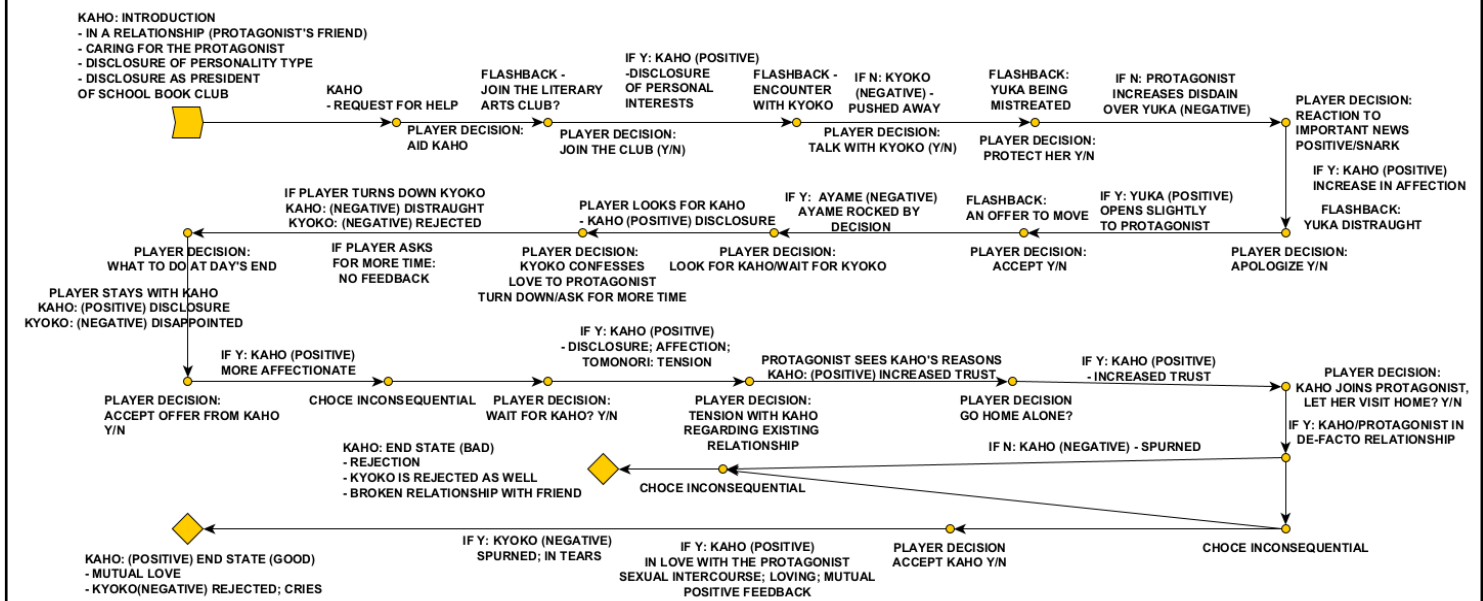 KAHO: INTRODUCTION
- IN A RELATIONSHIP (PROTAGONIST'S FRIEND)
- CARING FOR THE PROTAGONIST
- DISCLOSURE OF PERSONALITY TYPE
- DISCLOSURE AS PRESIDENT
OF SCHOOL BOOK CLUB
KAHO
- REQUEST FOR HELP
PLAYER DECISION:
AID KAHO
FLASHBACK -
JOIN THE LITERARY
ARTS CLUB?
PLAYER DECISION:
JOIN THE CLUB (Y/N)
IF Y: KAHO (POSITIVE)
-DISCLOSURE
OF PERSONAL
INTERESTS
FLASHBACK -
ENCOUNTER
WITH KYOKO
PLAYER DECISION:
TALK WITH KYOKO (Y/N)
IF N: KYOKO
(NEGATIVE) -
PUSHED AWAY
FLASHBACK:
YUKA BEING
MISTREATED
PLAYER DECISION:
PROTECT HER Y/N
IF N: PROTAGONIST
INCREASES DISDAIN
OVER YUKA (NEGATIVE)
PLAYER DECISION:
REACTION TO
IMPORTANT NEWS
POSITIVE/SNARK
IF Y: KAHO (POSITIVE)
INCREASE IN AFFECTION
FLASHBACK:
YUKA DISTRAUGHT
PLAYER DECISION:
APOLOGIZE Y/N
IF Y: YUKA (POSITIVE)
OPENS SLIGHTLY
TO PROTAGONIST
FLASHBACK:
AN OFFER TO MOVE
PLAYER DECISION:
ACCEPT Y/N
IF Y:  AYAME (NEGATIVE)
AYAME ROCKED BY
DECISION
PLAYER DECISION:
LOOK FOR KAHO/WAIT FOR KYOKO
PLAYER LOOKS FOR KAHO
- KAHO (POSITIVE) DISCLOSURE
PLAYER DECISION:
KYOKO CONFESSES
LOVE TO PROTAGONIST
TURN DOWN/ASK FOR MORE TIME
IF PLAYER TURNS DOWN KYOKO
KAHO: (NEGATIVE) DISTRAUGHT
KYOKO: (NEGATIVE) REJECTED
IF PLAYER ASKS
FOR MORE TIME:
NO FEEDBACK
PLAYER DECISION:
WHAT TO DO AT DAY'S END
PLAYER STAYS WITH KAHO
KAHO: (POSITIVE) DISCLOSURE
KYOKO: (NEGATIVE) DISAPPOINTED
PLAYER DECISION:
ACCEPT OFFER FROM KAHO
Y/N
IF Y: KAHO (POSITIVE)
MORE AFFECTIONATE
CHOCE INCONSEQUENTIAL
PLAYER DECISION:
WAIT FOR KAHO? Y/N
IF Y: KAHO (POSITIVE)
- DISCLOSURE; AFFECTION;
TOMONORI: TENSION
PLAYER DECISION:
TENSION WITH KAHO
REGARDING EXISTING
RELATIONSHIP
PROTAGONIST SEES KAHO'S REASONS
KAHO: (POSITIVE) INCREASED TRUST
PLAYER DECISION
GO HOME ALONE?
IF Y: KAHO (POSITIVE)
- INCREASED TRUST
PLAYER DECISION:
KAHO JOINS PROTAGONIST,
LET HER VISIT HOME? Y/N
IF Y: KAHO/PROTAGONIST IN
DE-FACTO RELATIONSHIP
IF N: KAHO (NEGATIVE) - SPURNED
CHOCE INCONSEQUENTIAL
KAHO: END STATE (BAD)
- REJECTION
- KYOKO IS REJECTED AS WELL
- BROKEN RELATIONSHIP WITH FRIEND
CHOCE INCONSEQUENTIAL
PLAYER DECISION
ACCEPT KAHO Y/N
IF Y: KAHO (POSITIVE)
IN LOVE WITH THE PROTAGONIST
SEXUAL INTERCOURSE; LOVING; MUTUAL
POSITIVE FEEDBACK
IF Y: KYOKO (NEGATIVE)
SPURNED; IN TEARS
KAHO: (POSITIVE) END STATE (GOOD)
- MUTUAL LOVE
- KYOKO(NEGATIVE) REJECTED; CRIES